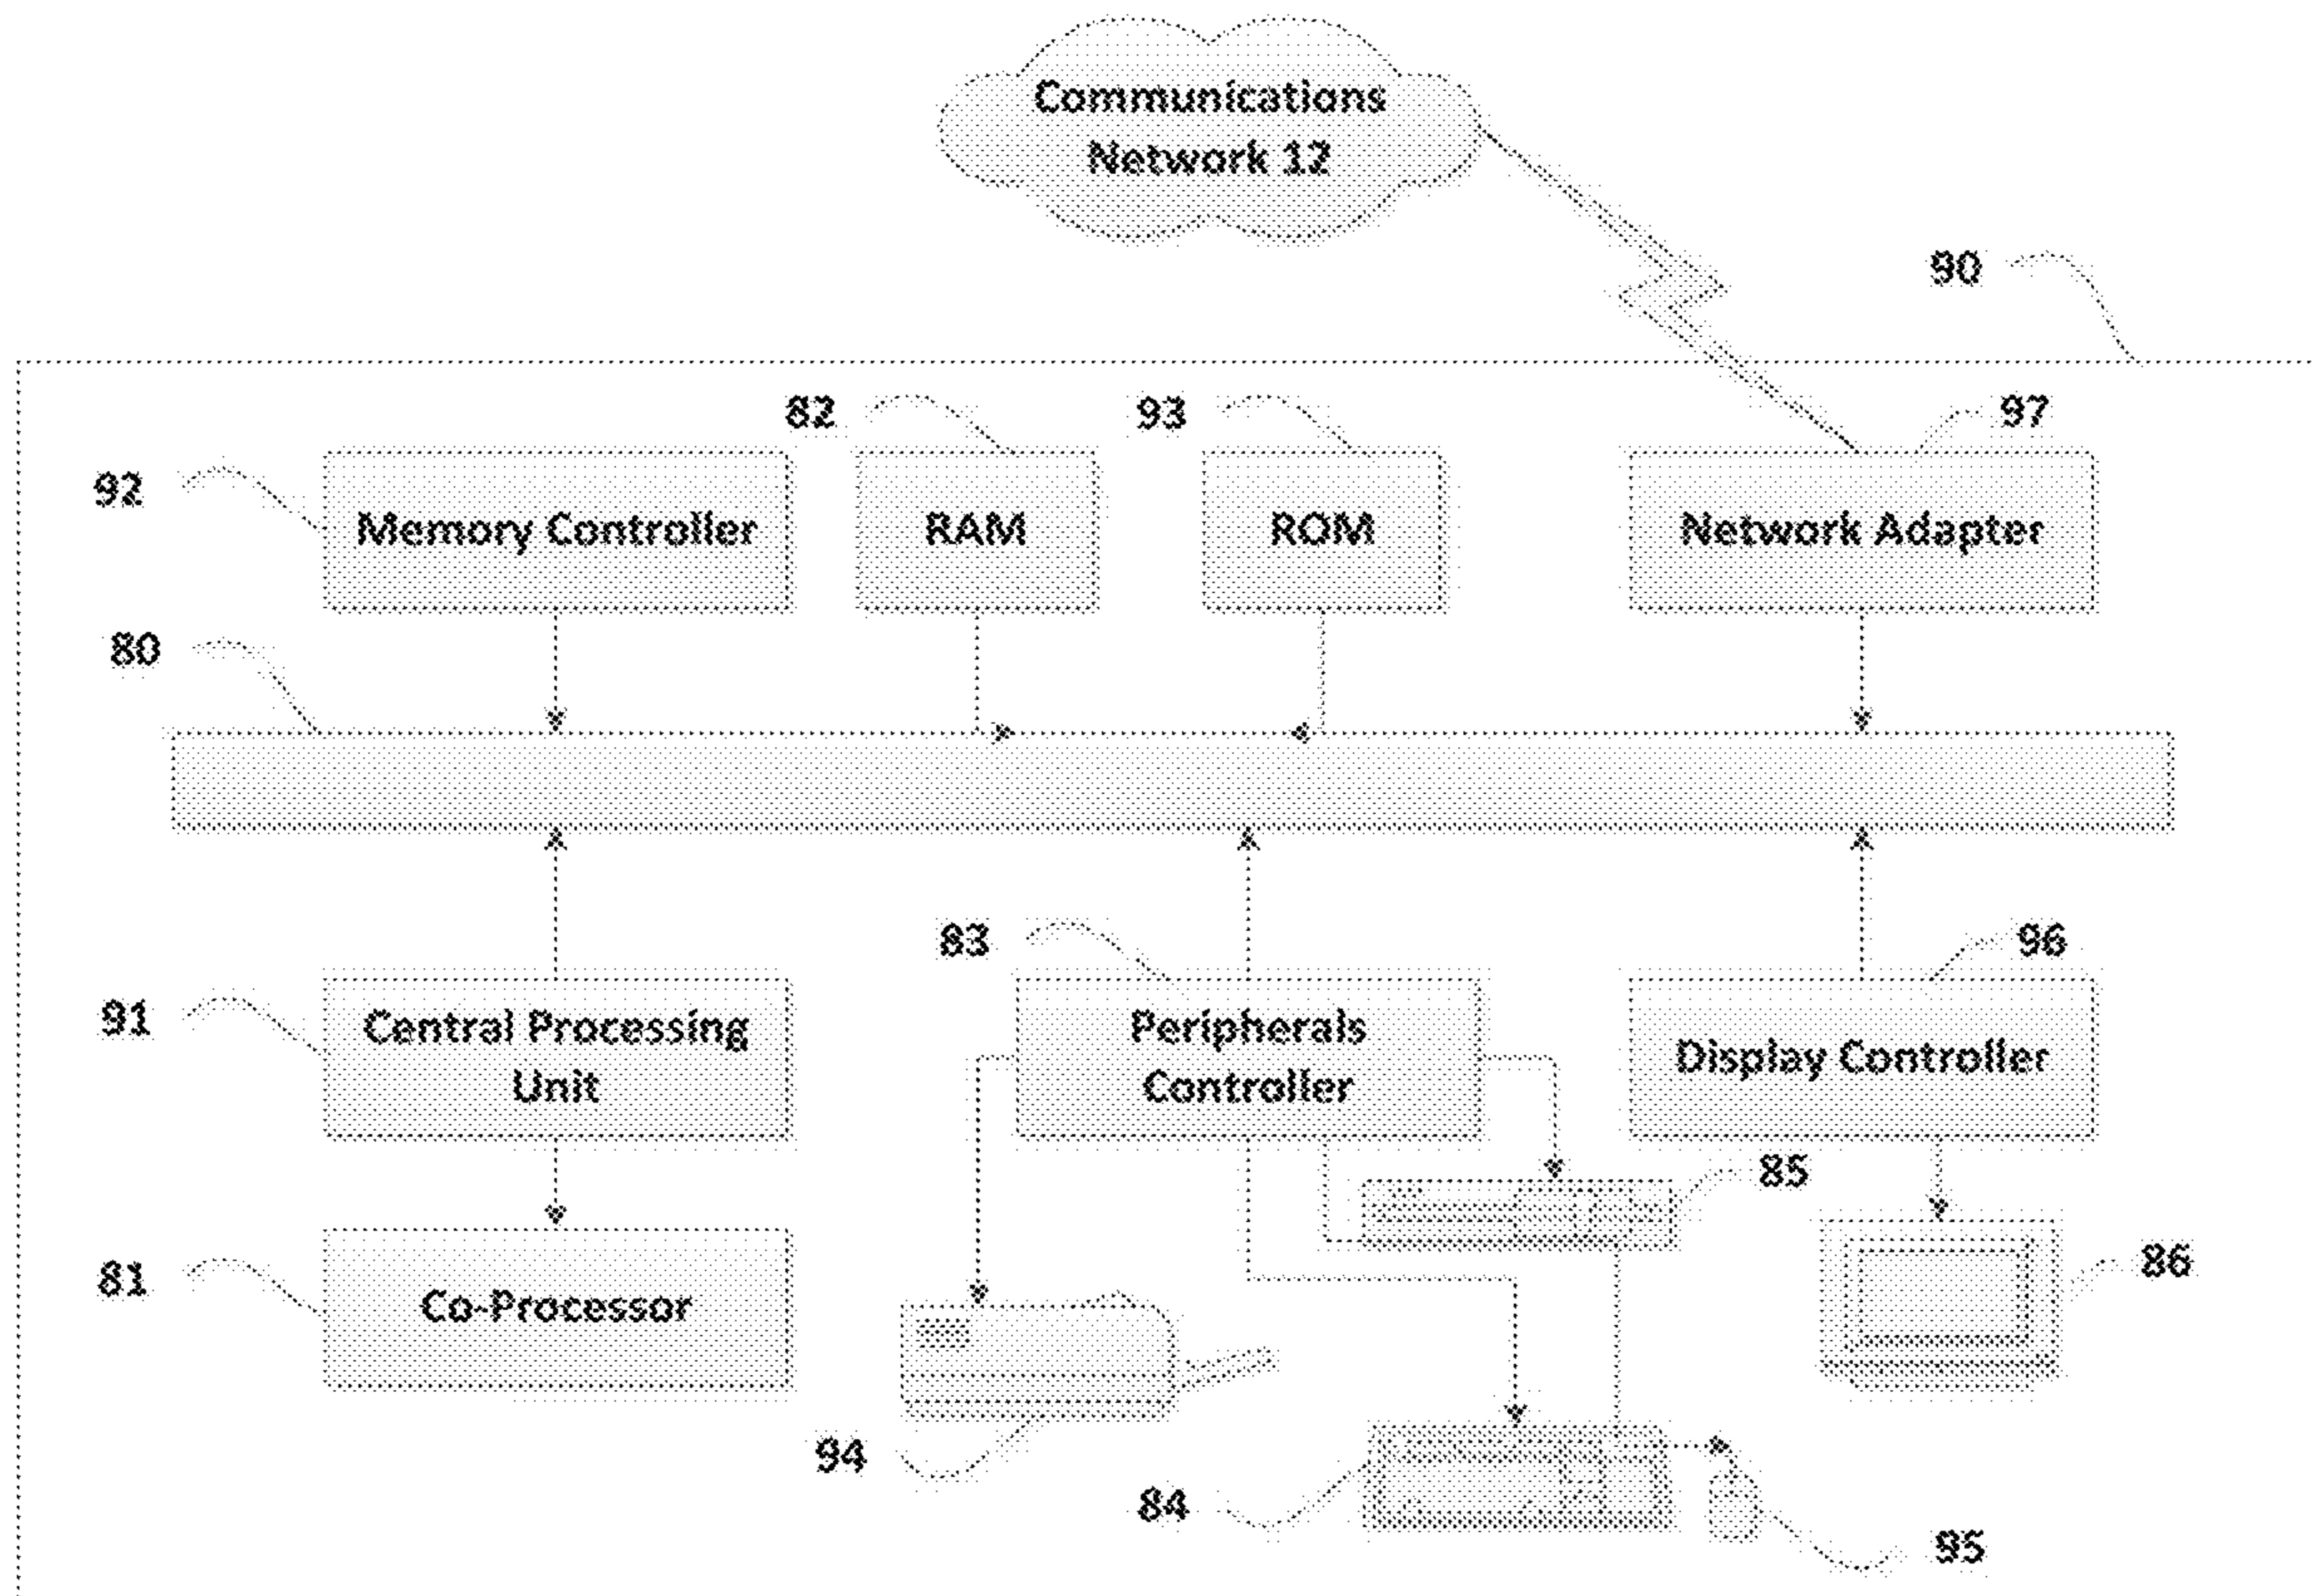 Communications
Network 12
90
82
93
97
92
Memory Controller
RAM
ROM
Network Adapter
80
83
96
91
Central Processing
Unit
Peripherals
Controller
Display Controller
85
81
Co-Processor
86
94
84
95